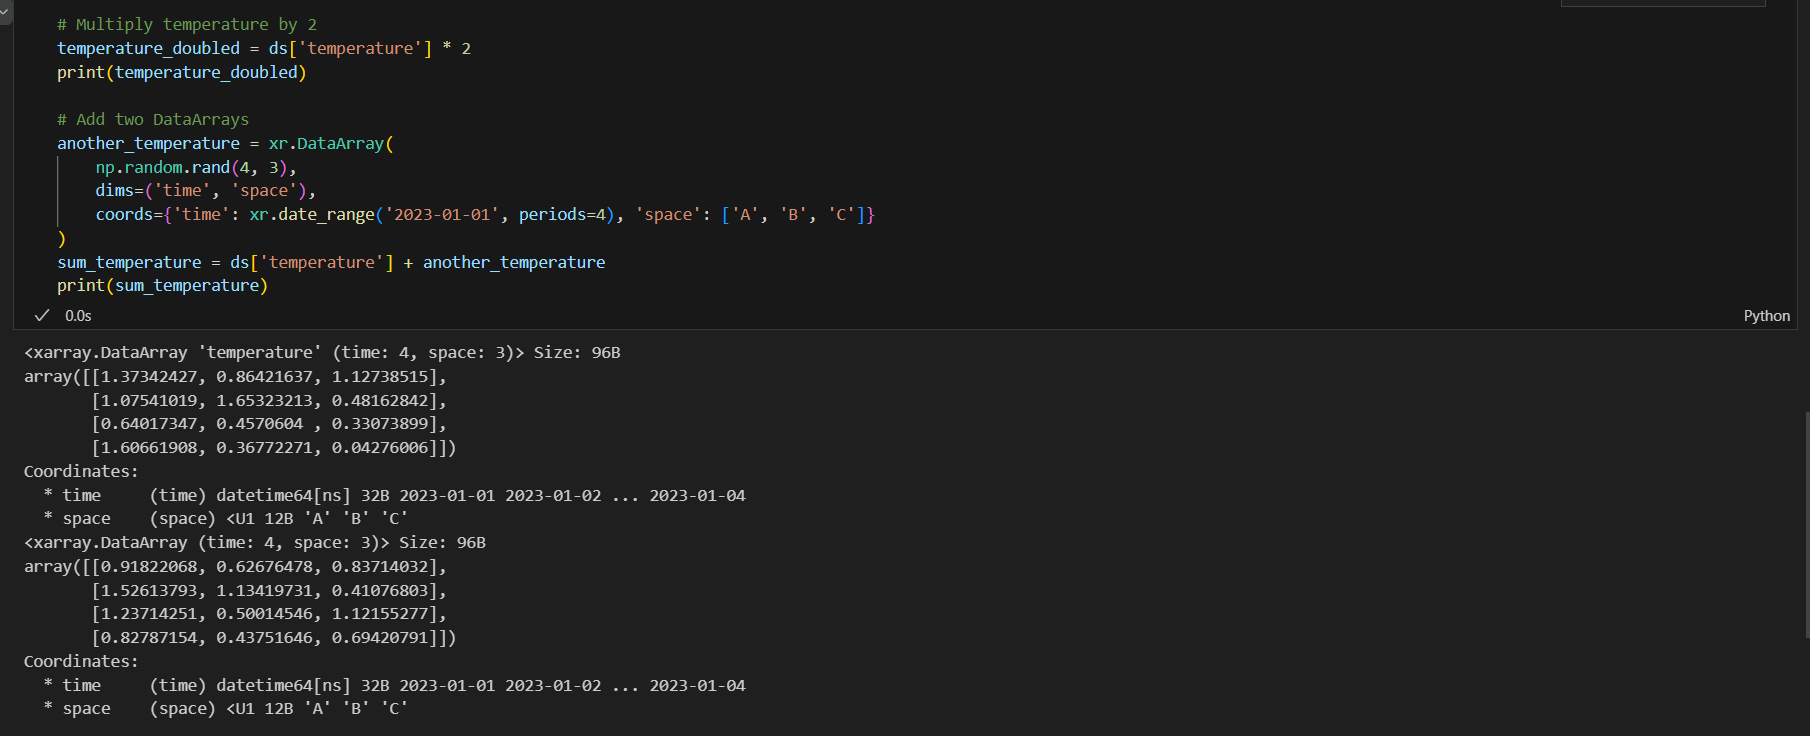 # Multiply temperature by 2
temperature_doubled = ds['temperature'] * 2
print(temperature_doubled)
# Add two DataArrays
another_temperature = xr.DataArray(
    np.random.rand(4, 3),
    dims=('time', 'space'),
    coords={'time': xr.date_range('2023-01-01', periods=4), 'space': ['A', 'B', 'C']}
)
sum_temperature = ds['temperature'] + another_temperature
print(sum_temperature)
0.0s
Python
<xarray.DataArray 'temperature' (time: 4, space: 3)> Size: 96B
array([[1.37342427, 0.86421637, 1.12738515],
       [1.07541019, 1.65323213, 0.48162842],
       [0.64017347, 0.4570604 , 0.33073899],
       [1.60661908, 0.36772271, 0.04276006]])
Coordinates:
  * time     (time) datetime64[ns] 32B 2023-01-01 2023-01-02 ... 2023-01-04
  * space    (space) <U1 12B 'A' 'B' 'C'
<xarray.DataArray (time: 4, space: 3)> Size: 96B
array([[0.91822068, 0.62676478, 0.83714032],
       [1.52613793, 1.13419731, 0.41076803],
       [1.23714251, 0.50014546, 1.12155277],
       [0.82787154, 0.43751646, 0.69420791]])
Coordinates:
  * time     (time) datetime64[ns] 32B 2023-01-01 2023-01-02 ... 2023-01-04
  * space    (space) <U1 12B 'A' 'B' 'C'